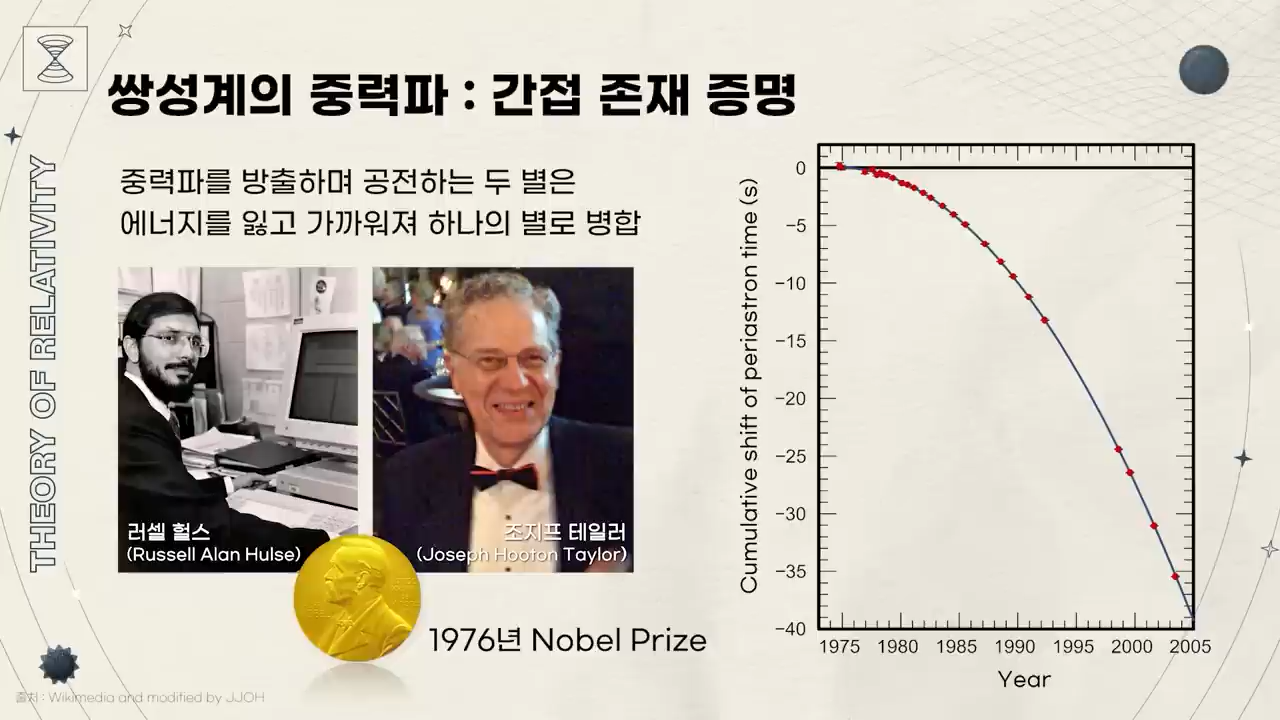 쌍성계의 중력파 : 간접 존재 증명
THEORY OF RELATIVITY
중력파를 방출하며 공전하는 두 별은
에너지를 잃고 가까워져 하나의 별로 병합
러셀 헐스
(Russell Alan Hulse)
조지프 테일러
(Joseph Hooton Taylor)
1976년 Nobel Prize
Cumulative shift of periastron time (s)
0
−5
−10
−15
−20
−25
−30
−35
−40
1975 1980 1985 1990 1995 2000 2005
Year
출처 : Wikimedia and modified by JJOH